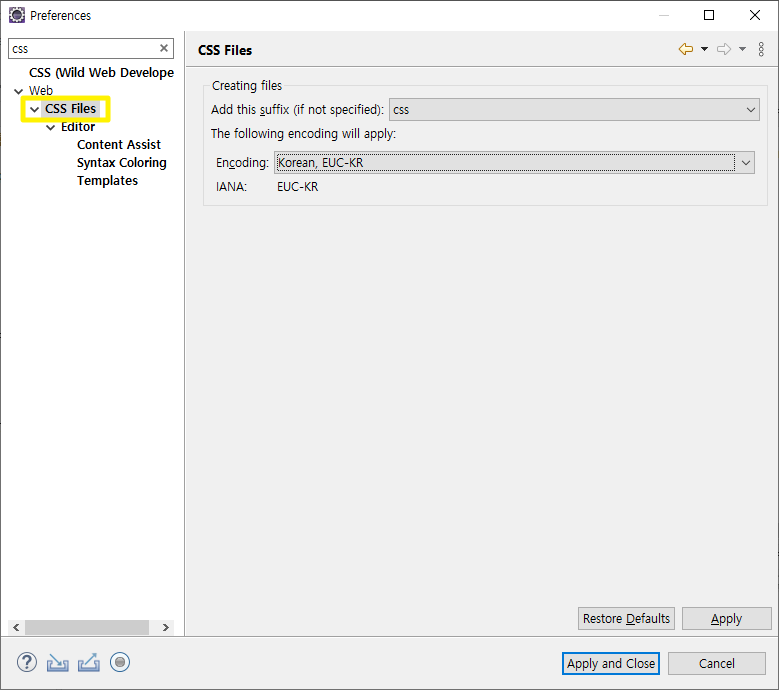 Preferences
css
CSS (Wild Web Develope
Web
CSS Files
Editor
Content Assist
Syntax Coloring
Templates
CSS Files
Creating files
Add this suffix (if not specified): css
The following encoding will apply:
Encoding: Korean, EUC-KR
IANA: EUC-KR
Restore Defaults Apply
Apply and Close Cancel